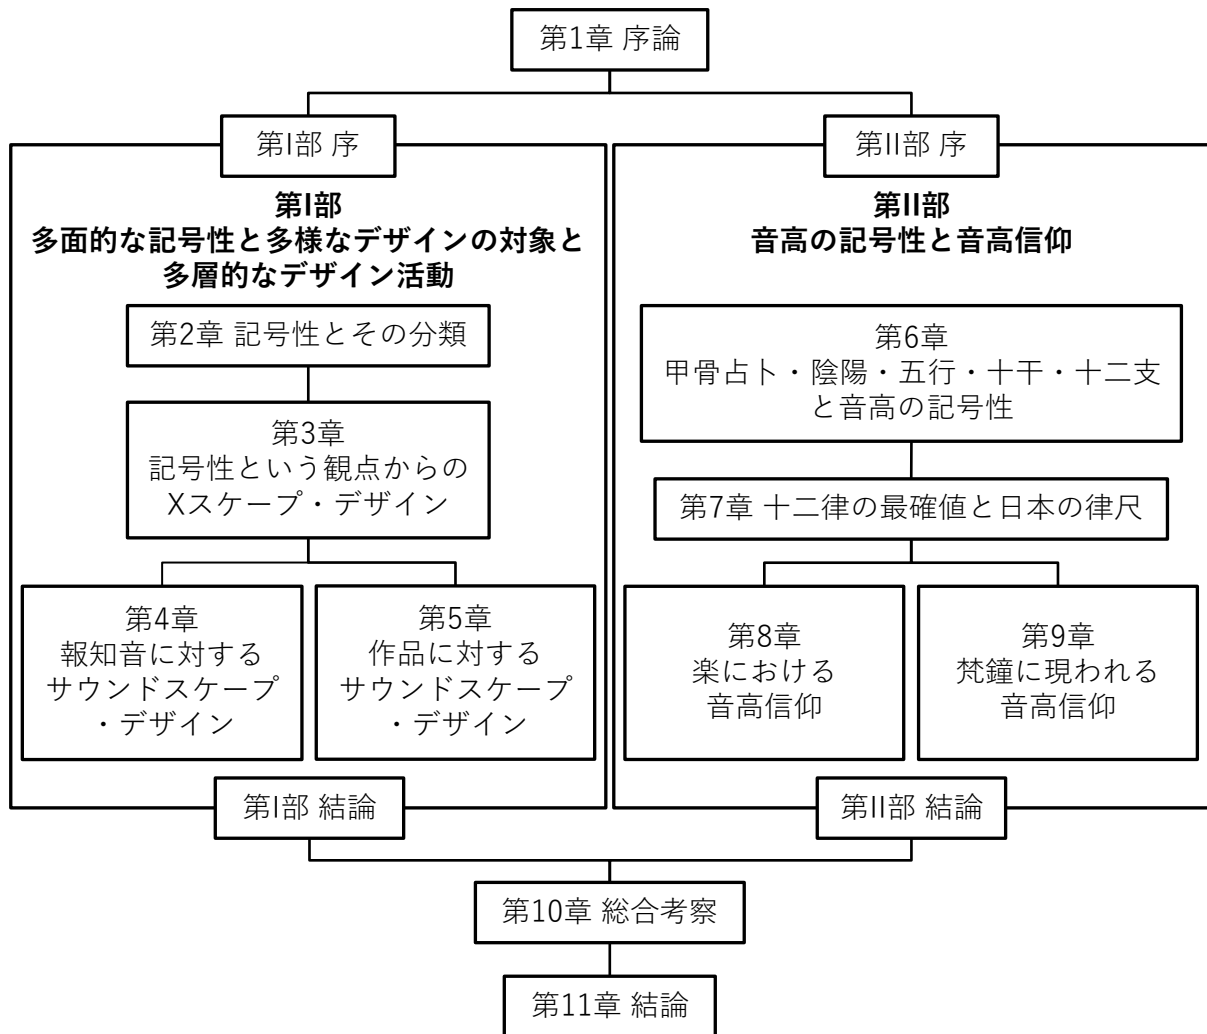 第1章 序論
第I部 序
第I部
多面的な記号性と多様なデザインの対象と
多層的なデザイン活動
第2章 記号性とその分類
第3章
記号性という観点からの
Xスケープ・デザイン
第4章
報知音に対する
サウンドスケープ
・デザイン
第5章
作品に対する
サウンドスケープ
・デザイン
第I部 結論
第II部 序
第II部
音高の記号性と音高信仰
第6章
甲骨占卜・陰陽・五行・十干・十二支
と音高の記号性
第7章 十二律の最確値と日本の律尺
第8章
楽における
音高信仰
第9章
梵鐘に現われる
音高信仰
第II部 結論
第10章 総合考察
第11章 結論